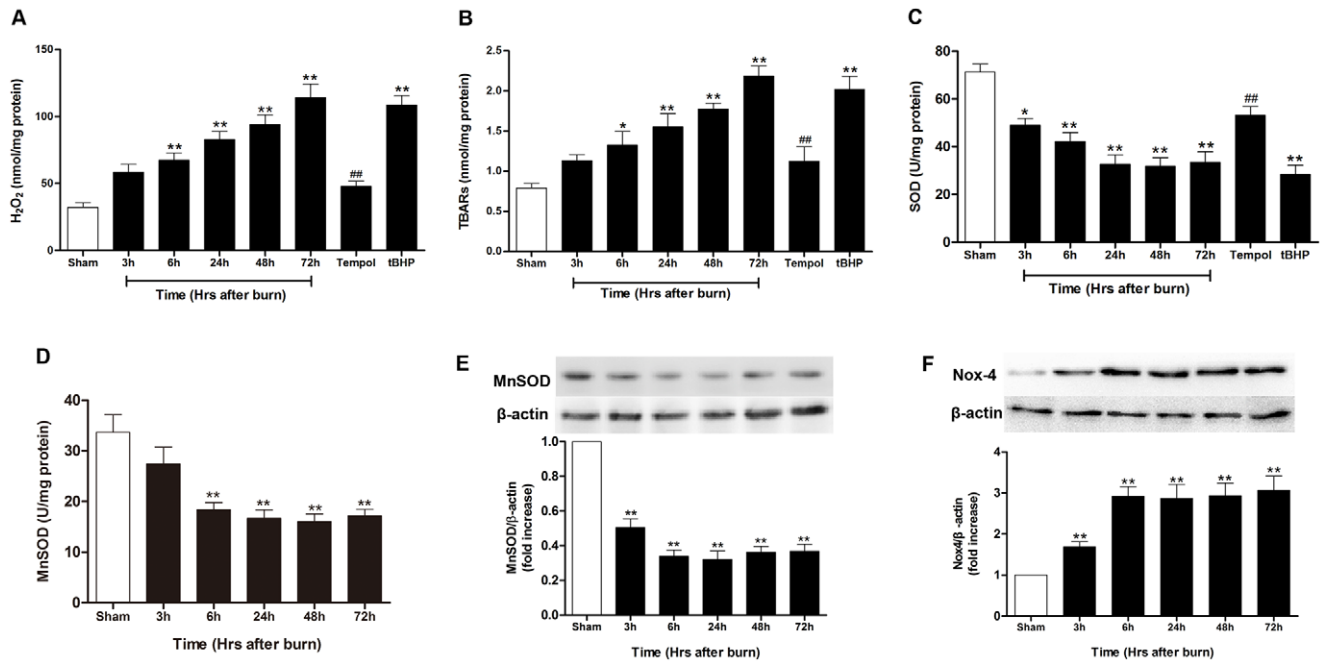 A
H₂O₂ (nmol/mg protein)
150
100
50
0
** ** ** ** ## **
Sham 3h 6h 24h 48h 72h Tempol tBHP
Time (Hrs after burn)
B
TBARs (nmol/mg protein)
2.5
2.0
1.5
1.0
0.5
0.0
* ** ** ** ## **
Sham 3h 6h 24h 48h 72h Tempol tBHP
Time (Hrs after burn)
C
SOD (U/mg protein)
80
60
40
20
0
* ** ** ** ** ## **
Sham 3h 6h 24h 48h 72h Tempol tBHP
Time (Hrs after burn)
D
MnSOD (U/mg protein)
40
30
20
10
0
** ** ** **
Sham 3h 6h 24h 48h 72h
Time (Hrs after burn)
E
MnSOD
β-actin
MnSOD/β-actin
(fold increase)
1.0
0.8
0.6
0.4
0.2
0.0
** ** ** ** **
Sham 3h 6h 24h 48h 72h
Time (Hrs after burn)
F
Nox-4
β-actin
Nox4/β-actin
(fold increase)
4
3
2
1
0
** ** ** ** **
Sham 3h 6h 24h 48h 72h
Time (Hrs after burn)